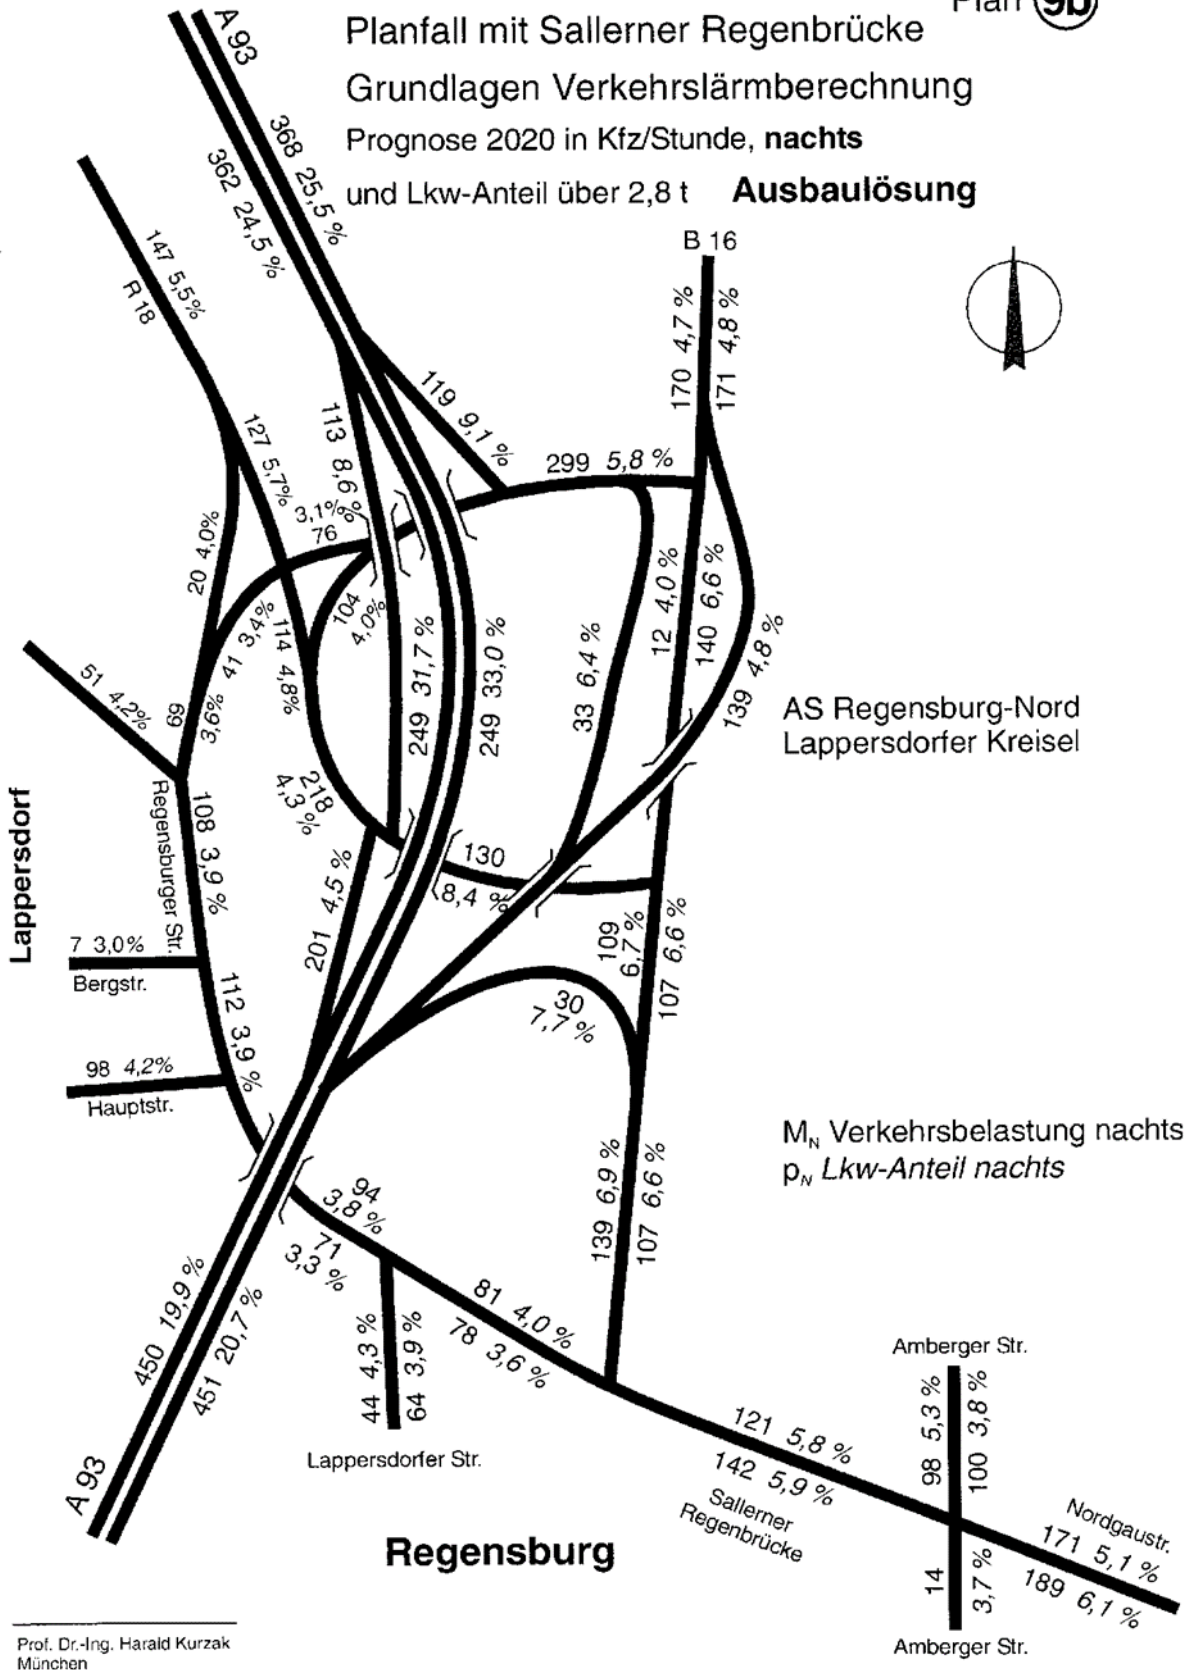 Plan 9b
Planfall mit Sallerner Regenbrücke
Grundlagen Verkehrslärmberechnung
Prognose 2020 in Kfz/Stunde, nachts
und Lkw-Anteil über 2,8 t Ausbaulösung
A 93
368 25,5 %
362 24,5 %
147 5,5%
R 18
B 16
170 4,7 %
171 4,8 %
119 9,1 %
113 8,6
127 5,7%
299 5,8 %
3,1%
76
20 4,0%
104
4,0%
41 3,4%
114 4,8%
12 4,0 %
140 6,6 %
139 4,8 %
33 6,4 %
249 31,7 %
249 33,0 %
51 4,2%
69
3,6%
AS Regensburg-Nord
Lappersdorfer Kreisel
218
4,3 %
Lappersdorf
Regensburger Str.
108 3,9 %
130
8,4 %
201 4,5 %
109
6,7 %
107 6,6 %
7 3,0%
Bergstr.
112 3,9 %
30
7,7 %
98 4,2%
Hauptstr.
M_N Verkehrsbelastung nachts
p_N Lkw-Anteil nachts
139 6,9 %
107 6,6 %
94
3,8 %
71
3,3 %
450 19,9 %
451 20,7 %
81 4,0 %
78 3,6 %
44 4,3 %
64 3,9 %
Lappersdorfer Str.
Amberger Str.
98 5,3 %
100 3,8 %
121 5,8 %
142 5,9 %
Sallerner
Regenbrücke
A 93
Nordgaustr.
171 5,1 %
189 6,1 %
Regensburg
14
3,7 %
Amberger Str.
Prof. Dr.-Ing. Harald Kurzak
München